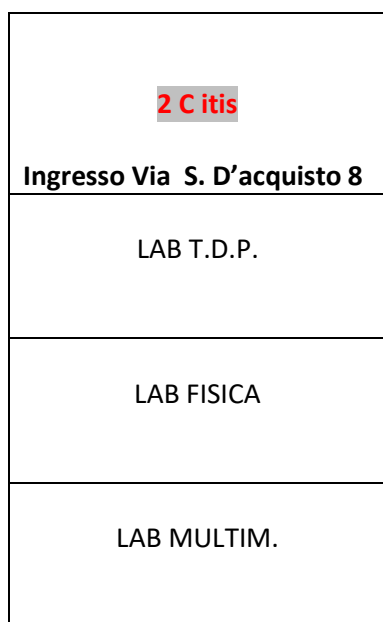 2 C itis
Ingresso Via S. D'acquisto 8
LAB T.D.P.
LAB FISICA
LAB MULTIM.